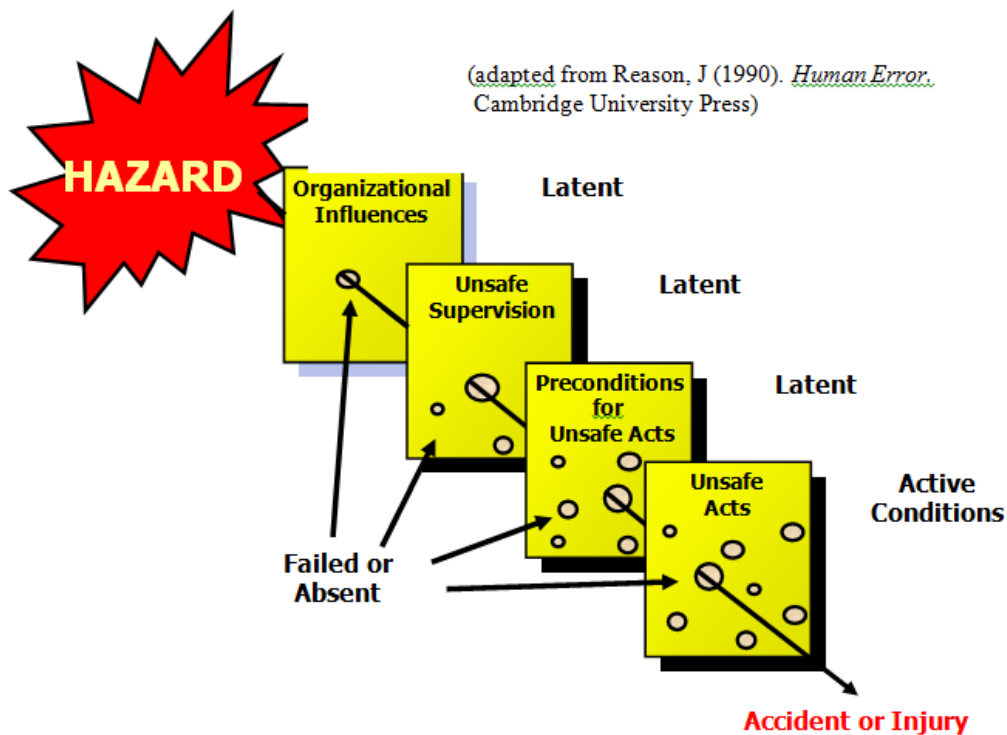 (adapted from Reason, J (1990). Human Error.
Cambridge University Press)
HAZARD
Organizational
Influences
Latent
Unsafe
Supervision
Latent
Preconditions
for
Unsafe Acts
Latent
Unsafe
Acts
Active
Conditions
Failed or
Absent
Accident or Injury